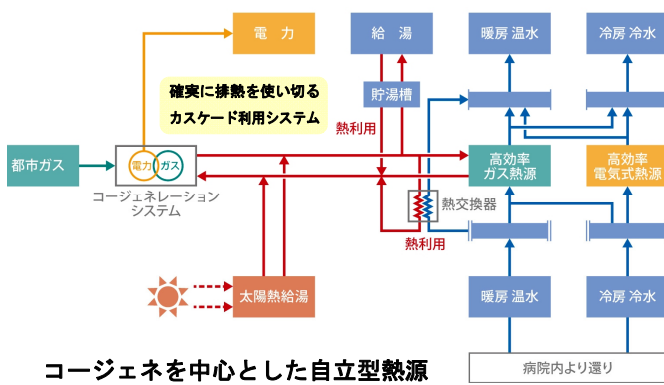 電 力
給 湯
暖房 温水
冷房 冷水
確実に排熱を使い切る
カスケード利用システム
貯湯槽
熱利用
都市ガス
電力
ガス
コージェネレーション
システム
高効率
ガス熱源
高効率
電気式熱源
熱交換器
熱利用
太陽熱給湯
暖房 温水
冷房 冷水
コージェネを中心とした自立型熱源
病院内より還り